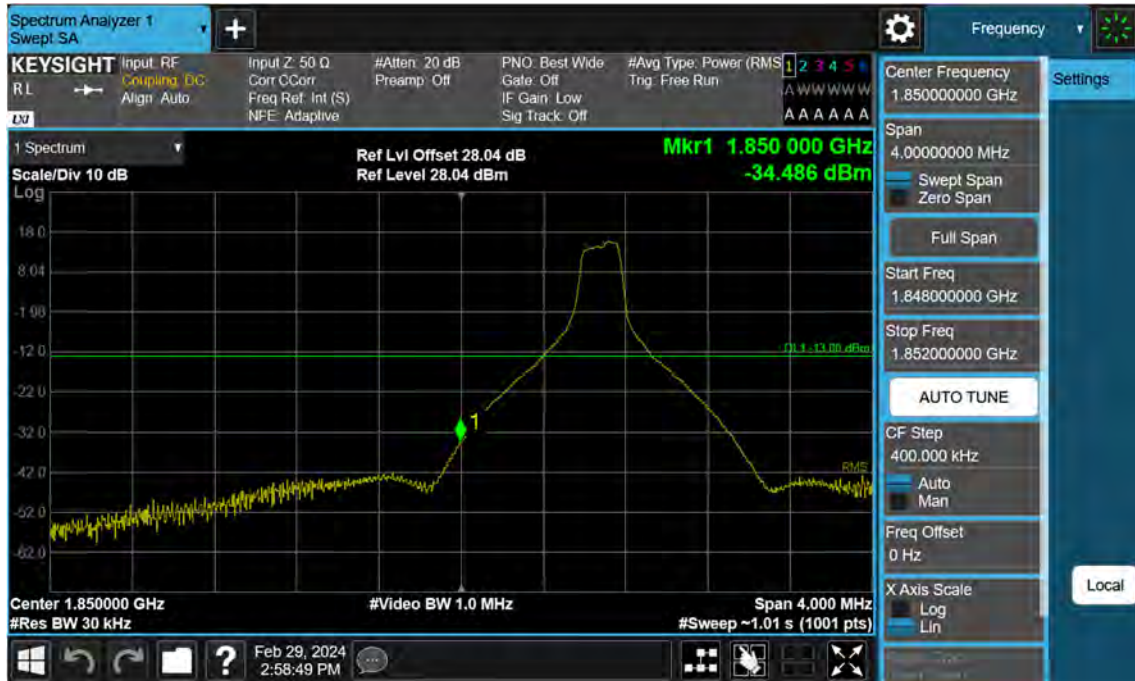 Spectrum Analyzer 1
Swept SA
+
Frequency
KEYSIGHT
RL
LXI
Input: RF
Coupling: DC
Align: Auto
Input Z: 50 Ω
Corr CCorr
Freq Ref: Int (S)
NFE: Adaptive
#Atten: 20 dB
Preamp: Off
PNO: Best Wide
Gate: Off
IF Gain: Low
Sig Track: Off
#Avg Type: Power (RMS
Trig: Free Run
1 2 3 4 5 6
A W W W W W
A A A A A A
1 Spectrum
Scale/Div 10 dB
Ref Lvl Offset 28.04 dB
Ref Level 28.04 dBm
Mkr1 1.850 000 GHz
-34.486 dBm
Log
18.0
8.04
-1.96
-12.0
-22.0
-32.0
-42.0
-52.0
-62.0
DL1 -13.00 dBm
1
RMS
Center 1.850000 GHz
#Video BW 1.0 MHz
Span 4.000 MHz
#Res BW 30 kHz
#Sweep ~1.01 s (1001 pts)
Feb 29, 2024
2:58:49 PM
Center Frequency
1.850000000 GHz
Settings
Span
4.00000000 MHz
Swept Span
Zero Span
Full Span
Start Freq
1.848000000 GHz
Stop Freq
1.852000000 GHz
AUTO TUNE
CF Step
400.000 kHz
Auto
Man
Freq Offset
0 Hz
X Axis Scale
Log
Lin
Local